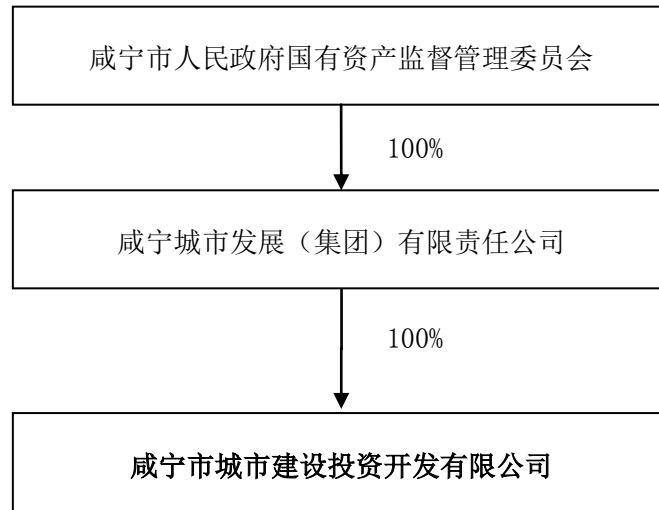 咸宁市人民政府国有资产监督管理委员会
100%
咸宁城市发展（集团）有限责任公司
100%
咸宁市城市建设投资开发有限公司